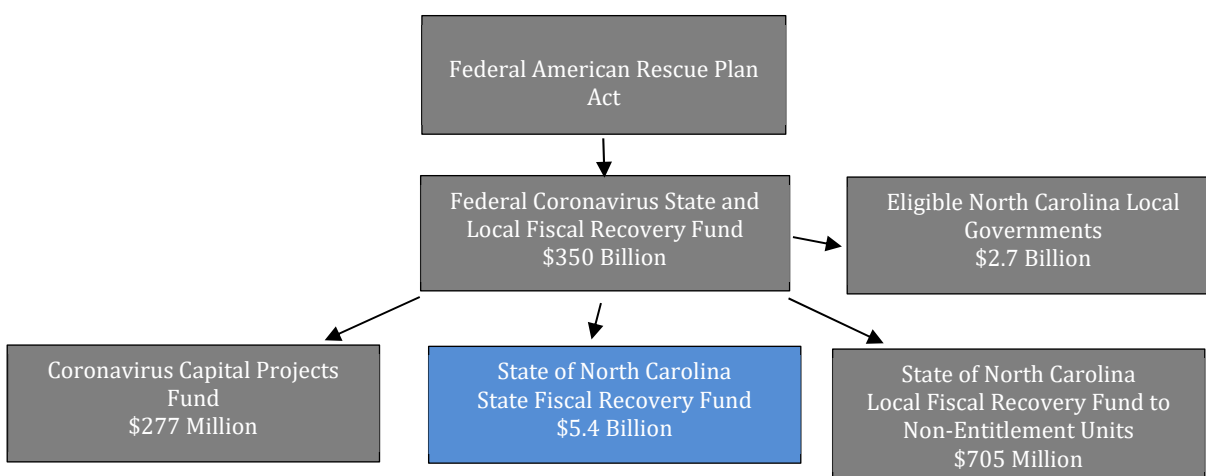 Federal American Rescue Plan
Act
Federal Coronavirus State and
Local Fiscal Recovery Fund
$350 Billion
Eligible North Carolina Local
Governments
$2.7 Billion
Coronavirus Capital Projects
Fund
$277 Million
State of North Carolina
State Fiscal Recovery Fund
$5.4 Billion
State of North Carolina
Local Fiscal Recovery Fund to
Non-Entitlement Units
$705 Million